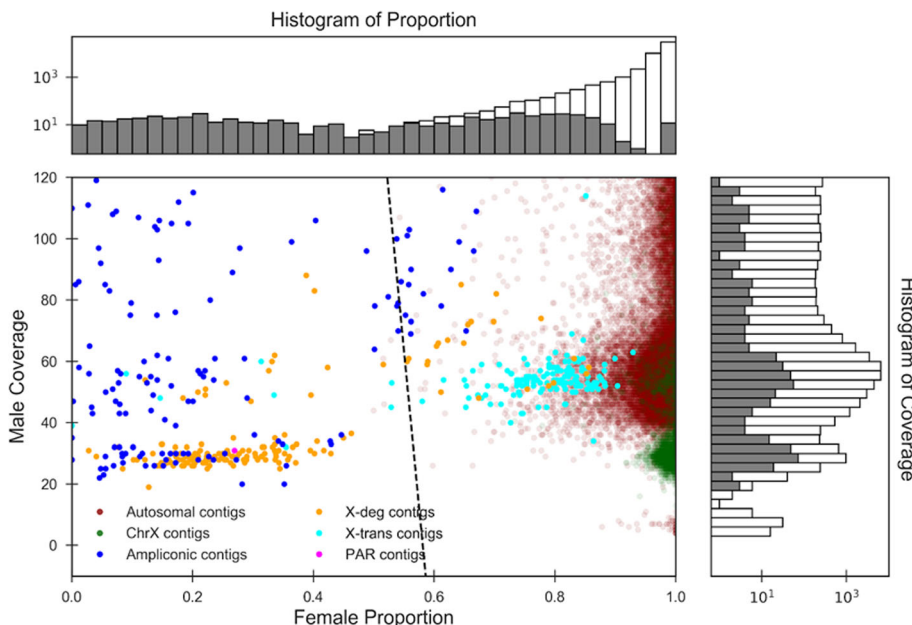 Histogram of Proportion
10³
10¹
120
100
80
60
40
20
0
Male Coverage
Autosomal contigs
ChrX contigs
Ampliconic contigs
X-deg contigs
X-trans contigs
PAR contigs
0.0 0.2 0.4 0.6 0.8 1.0
Female Proportion
10¹ 10³
Histogram of Coverage